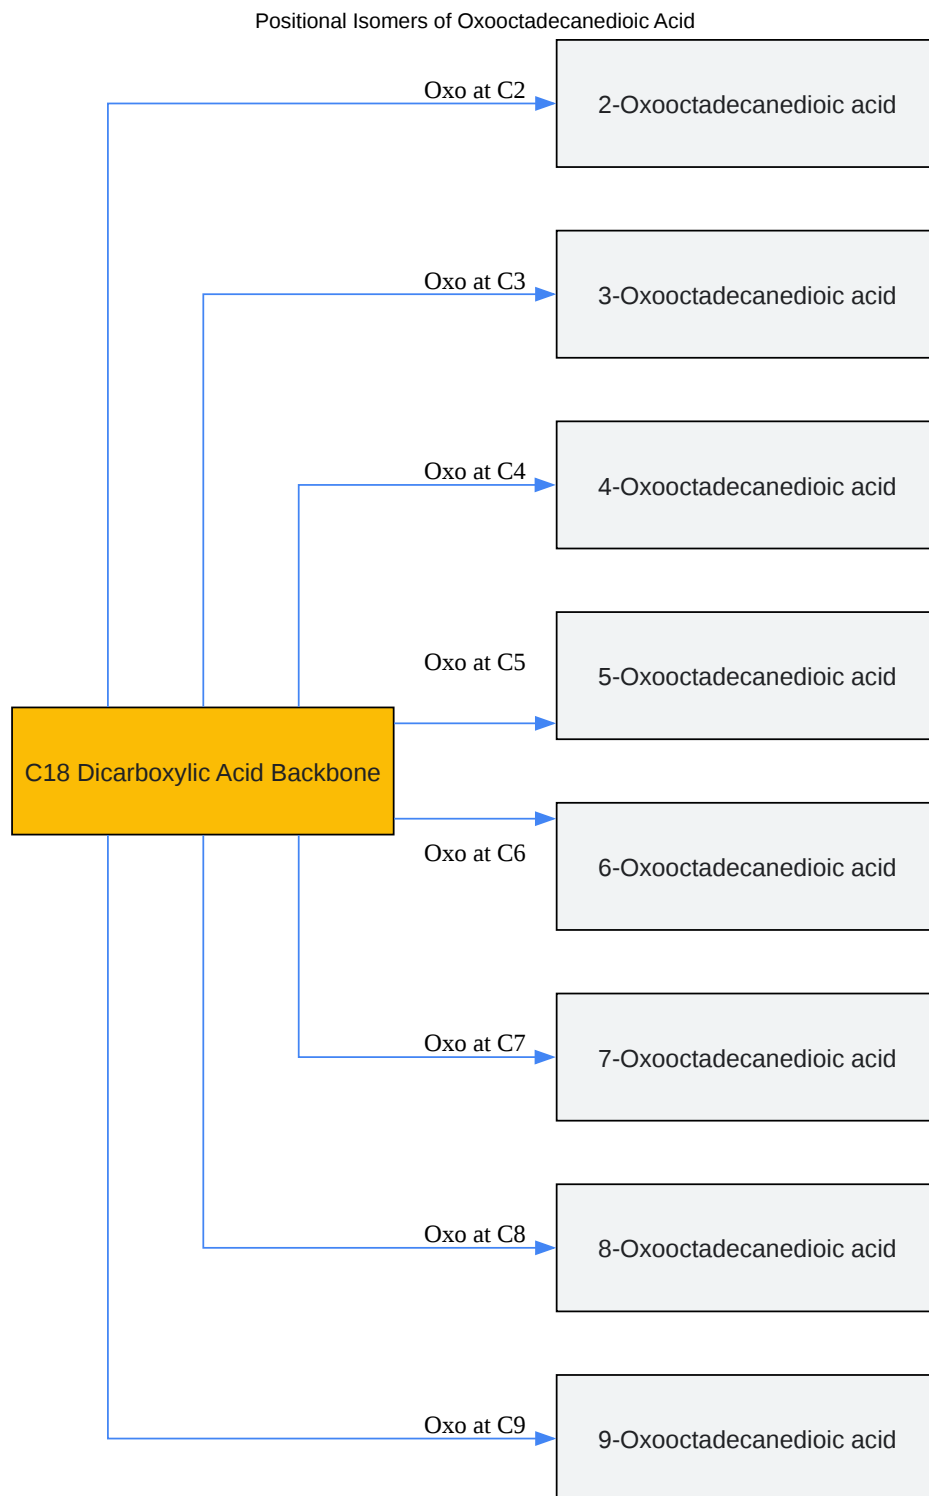 Positional Isomers of Oxooctadecanedioic Acid
Oxo at C2
2-Oxooctadecanedioic acid
Oxo at C3
3-Oxooctadecanedioic acid
Oxo at C4
4-Oxooctadecanedioic acid
Oxo at C5
5-Oxooctadecanedioic acid
C18 Dicarboxylic Acid Backbone
Oxo at C6
6-Oxooctadecanedioic acid
Oxo at C7
7-Oxooctadecanedioic acid
Oxo at C8
8-Oxooctadecanedioic acid
Oxo at C9
9-Oxooctadecanedioic acid